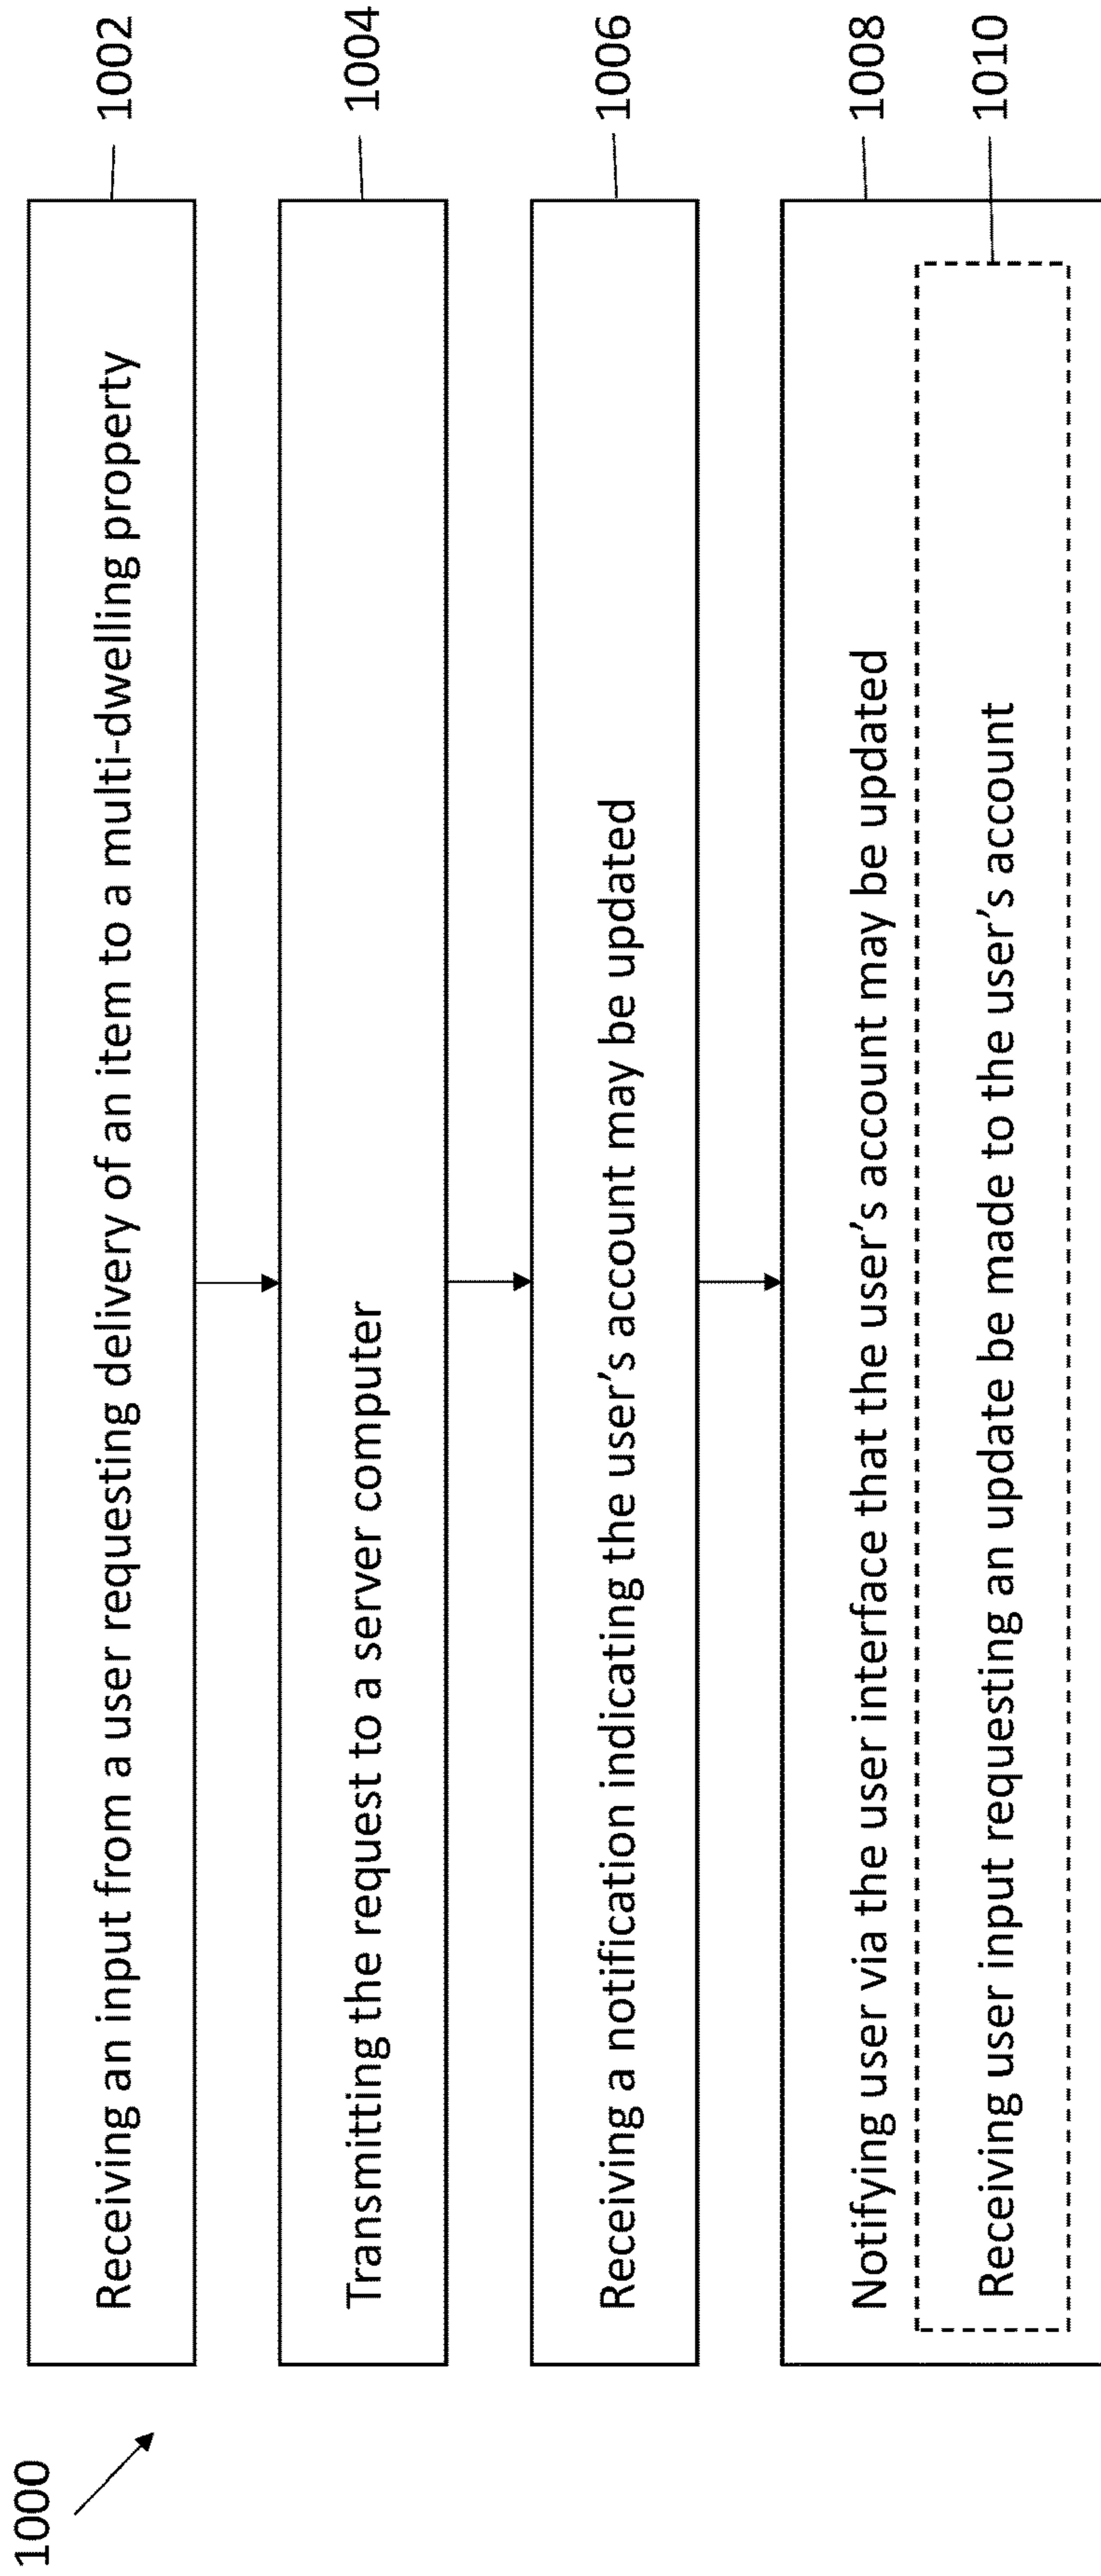 1000
Receiving an input from a user requesting delivery of an item to a multi-dwelling property
1002
Transmitting the request to a server computer
1004
Receiving a notification indicating the user's account may be updated
1006
Notifying user via the user interface that the user's account may be updated
1008
Receiving user input requesting an update be made to the user's account
1010